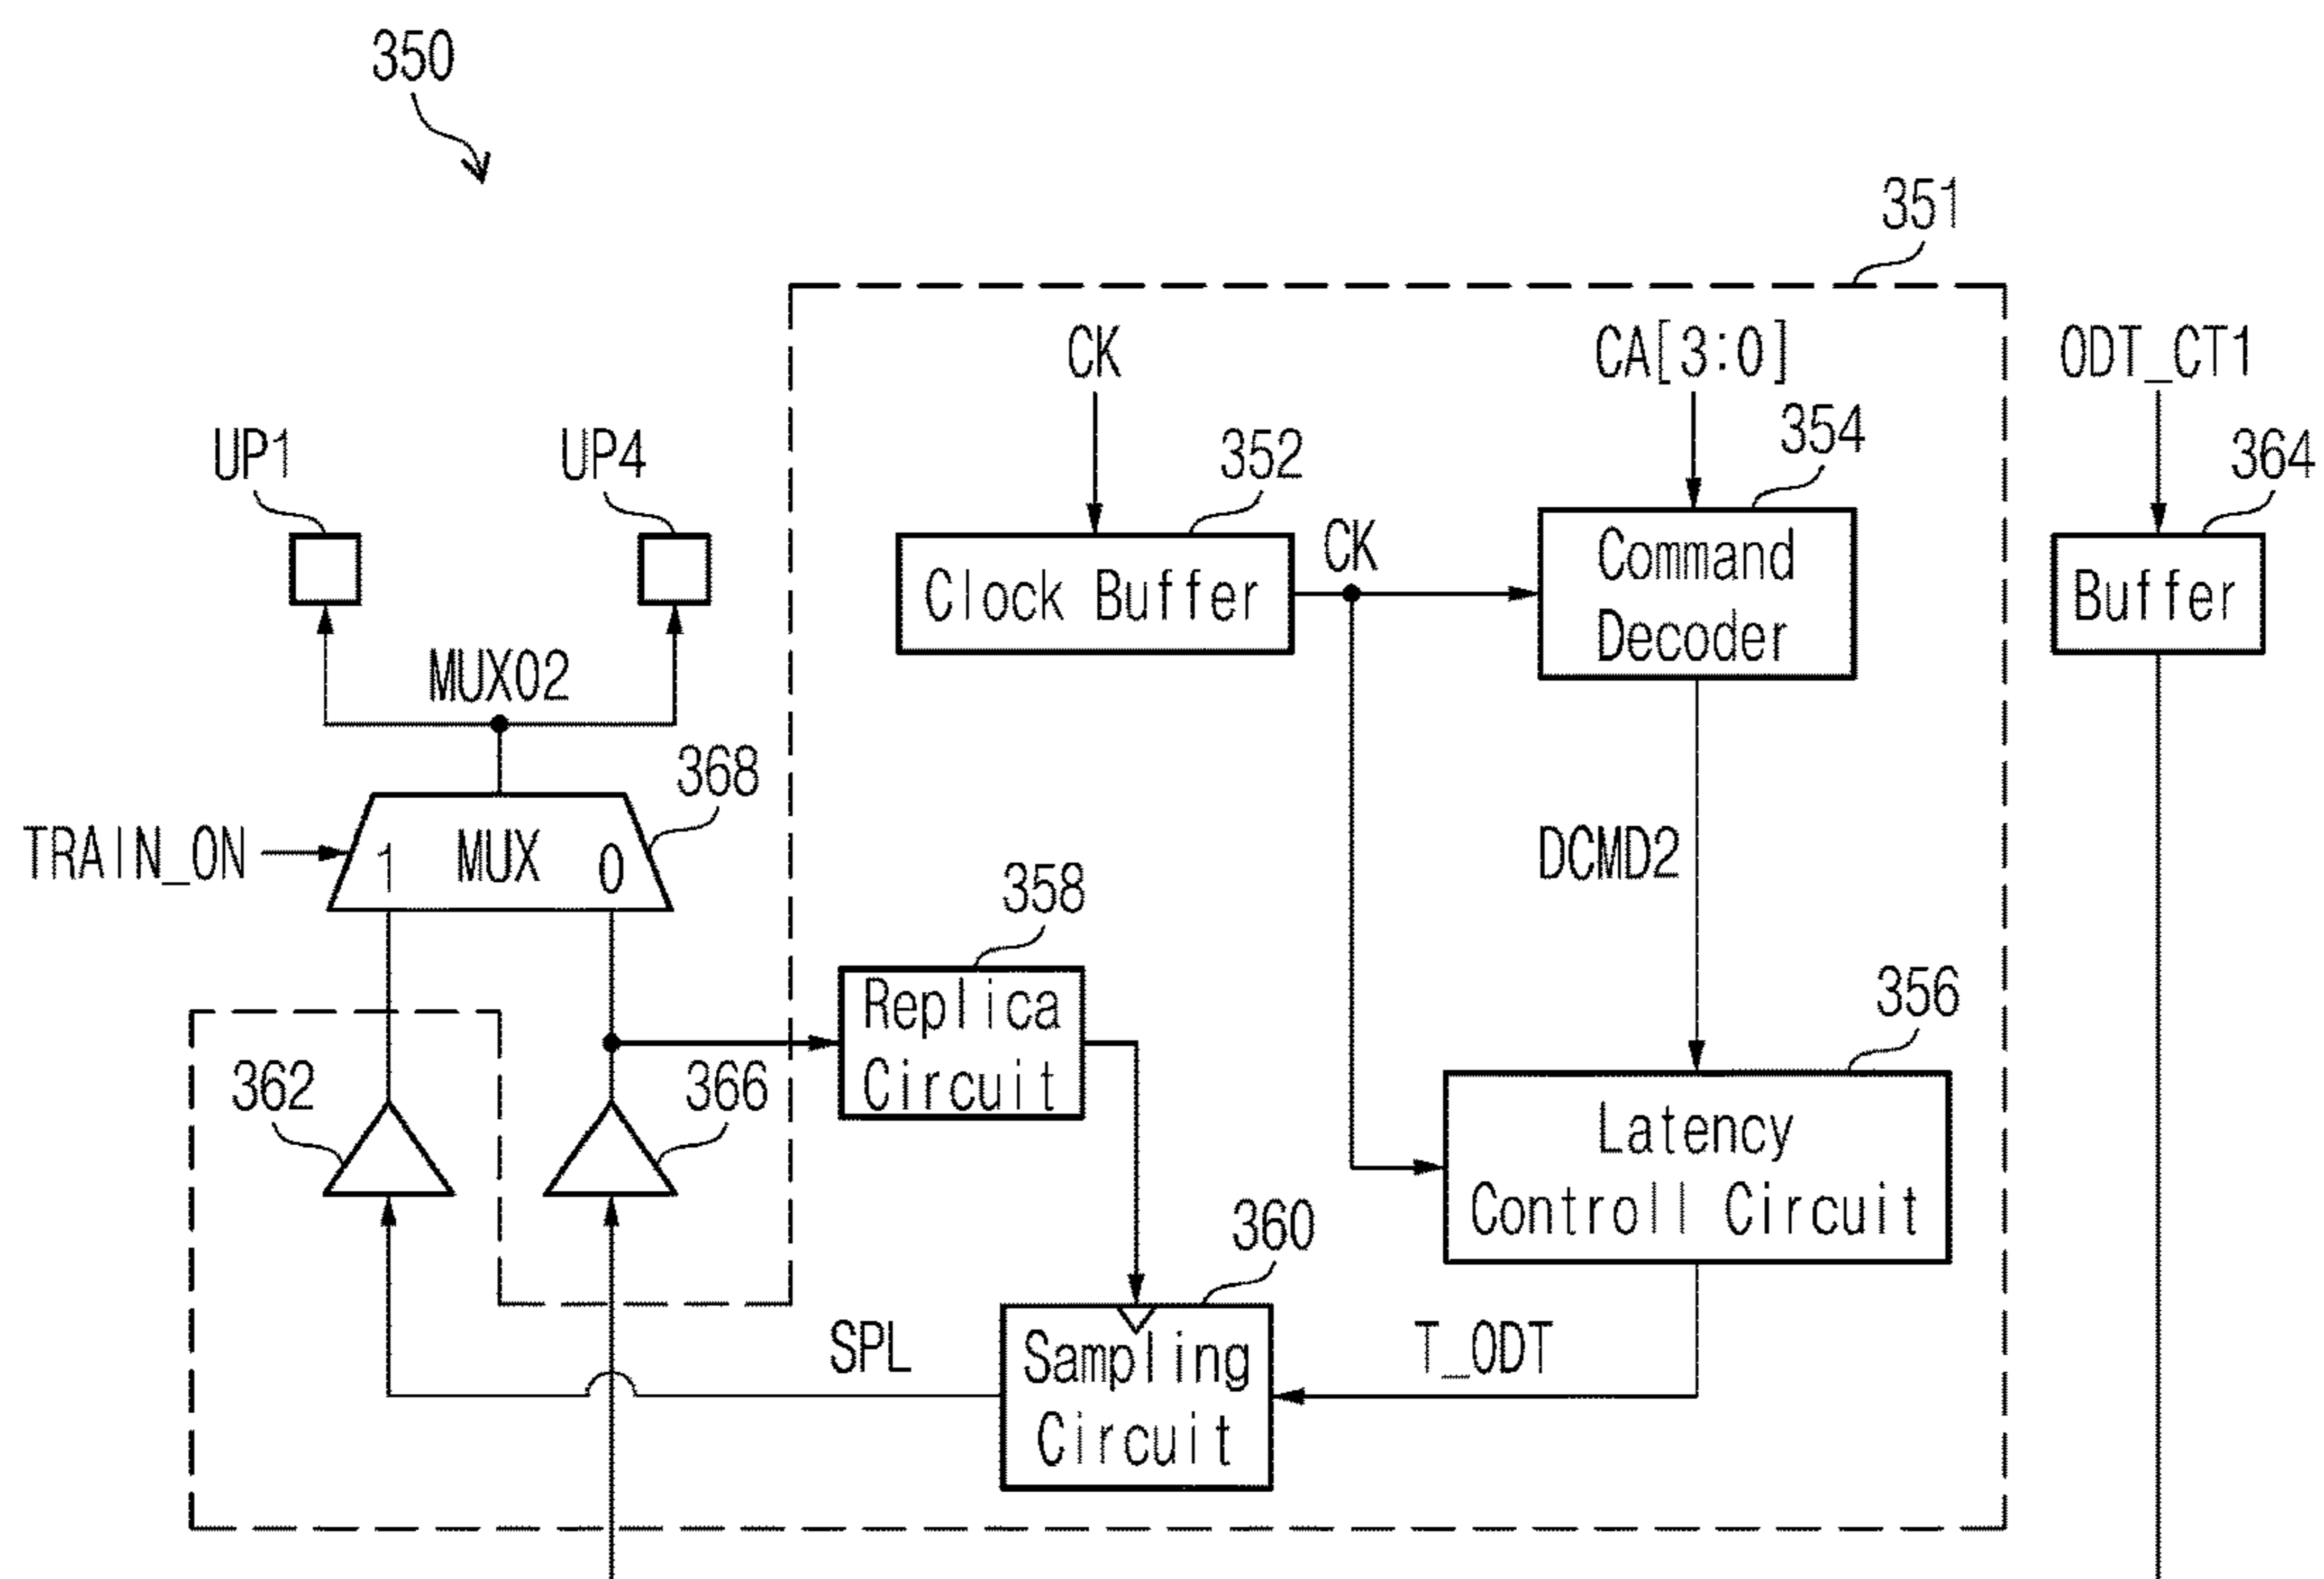 350
351
CK
CA[3:0]
ODT_CT1
UP1
UP4
352
354
364
CK
Clock Buffer
Command
Decoder
Buffer
MUXO2
368
TRAIN_ON
1
MUX
0
DCMD2
358
Replica
Circuit
356
362
366
Latency
Controll Circuit
360
SPL
Sampling
Circuit
T_ODT